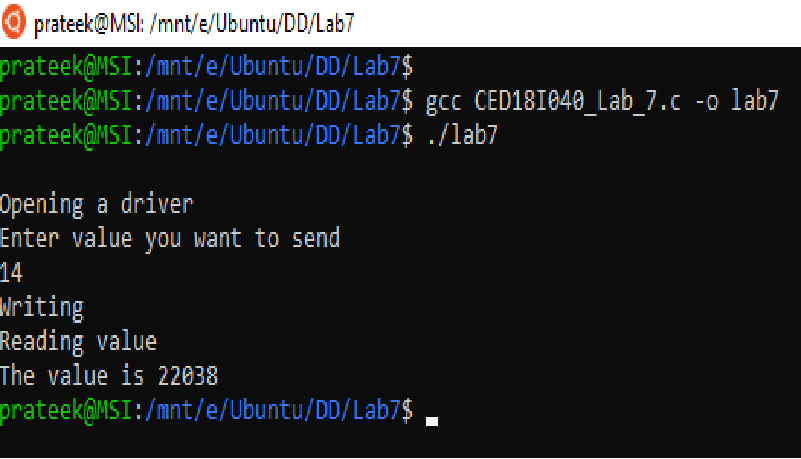 prateek@MSI: /mnt/e/Ubuntu/DD/Lab7
prateek@MSI:/mnt/e/Ubuntu/DD/Lab7$
prateek@MSI:/mnt/e/Ubuntu/DD/Lab7$ gcc CED18I040_Lab_7.c -o lab7
prateek@MSI:/mnt/e/Ubuntu/DD/Lab7$ ./lab7
Opening a driver
Enter value you want to send
14
Writing
Reading value
The value is 22038
prateek@MSI:/mnt/e/Ubuntu/DD/Lab7$